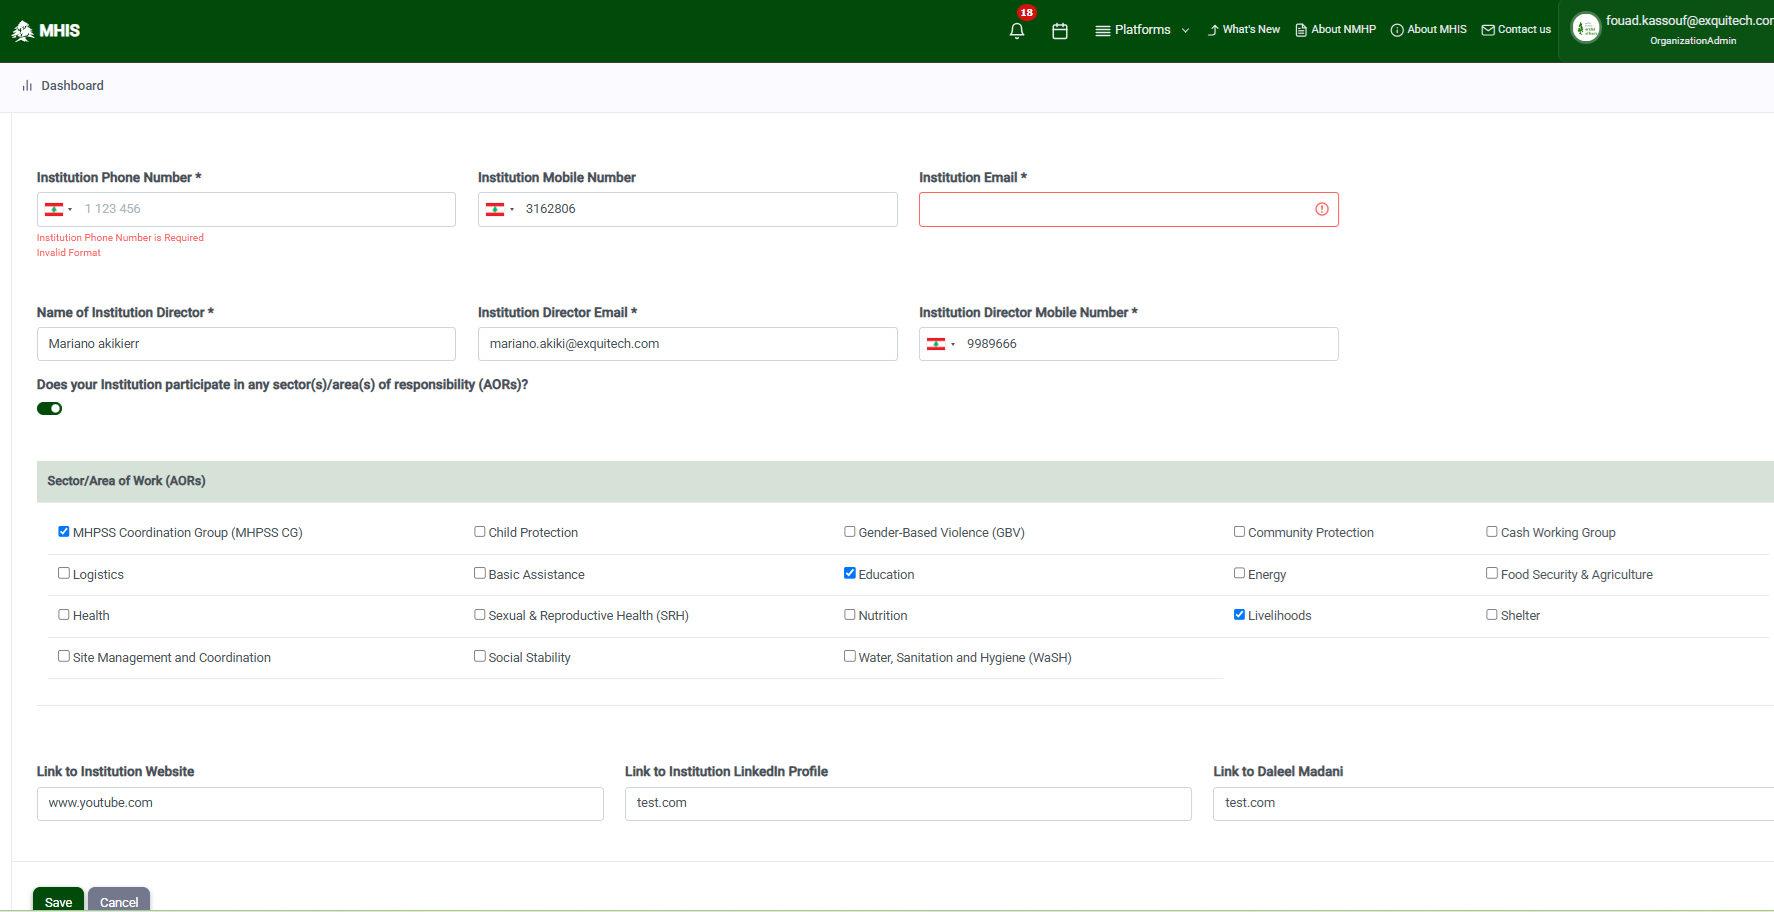 MHIS
18
Platforms
What's New
About NMHP
About MHIS
Contact us
fouad.kassouf@exquitech.com
OrganizationAdmin
Dashboard
Institution Phone Number *
Institution Mobile Number
Institution Email *
1 123 456
3162806
Institution Phone Number is Required
Invalid Format
Name of Institution Director *
Institution Director Email *
Institution Director Mobile Number *
Mariano akikierr
mariano.akiki@exquitech.com
9989666
Does your Institution participate in any sector(s)/area(s) of responsibility (AORs)?
Sector/Area of Work (AORs)
MHPSS Coordination Group (MHPSS CG)
Child Protection
Gender-Based Violence (GBV)
Community Protection
Cash Working Group
Logistics
Basic Assistance
Education
Energy
Food Security & Agriculture
Health
Sexual & Reproductive Health (SRH)
Nutrition
Livelihoods
Shelter
Site Management and Coordination
Social Stability
Water, Sanitation and Hygiene (WaSH)
Link to Institution Website
Link to Institution LinkedIn Profile
Link to Daleel Madani
www.youtube.com
test.com
test.com
Save
Cancel